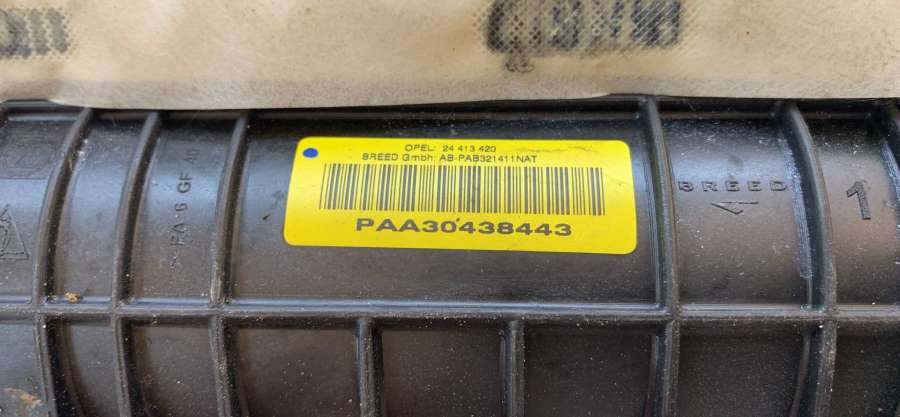 OPEL: 24 413 420
BREED Gmbh: AB-PAB321411NAT
PAA30438443
BREED
1
>PA 6 GF 40